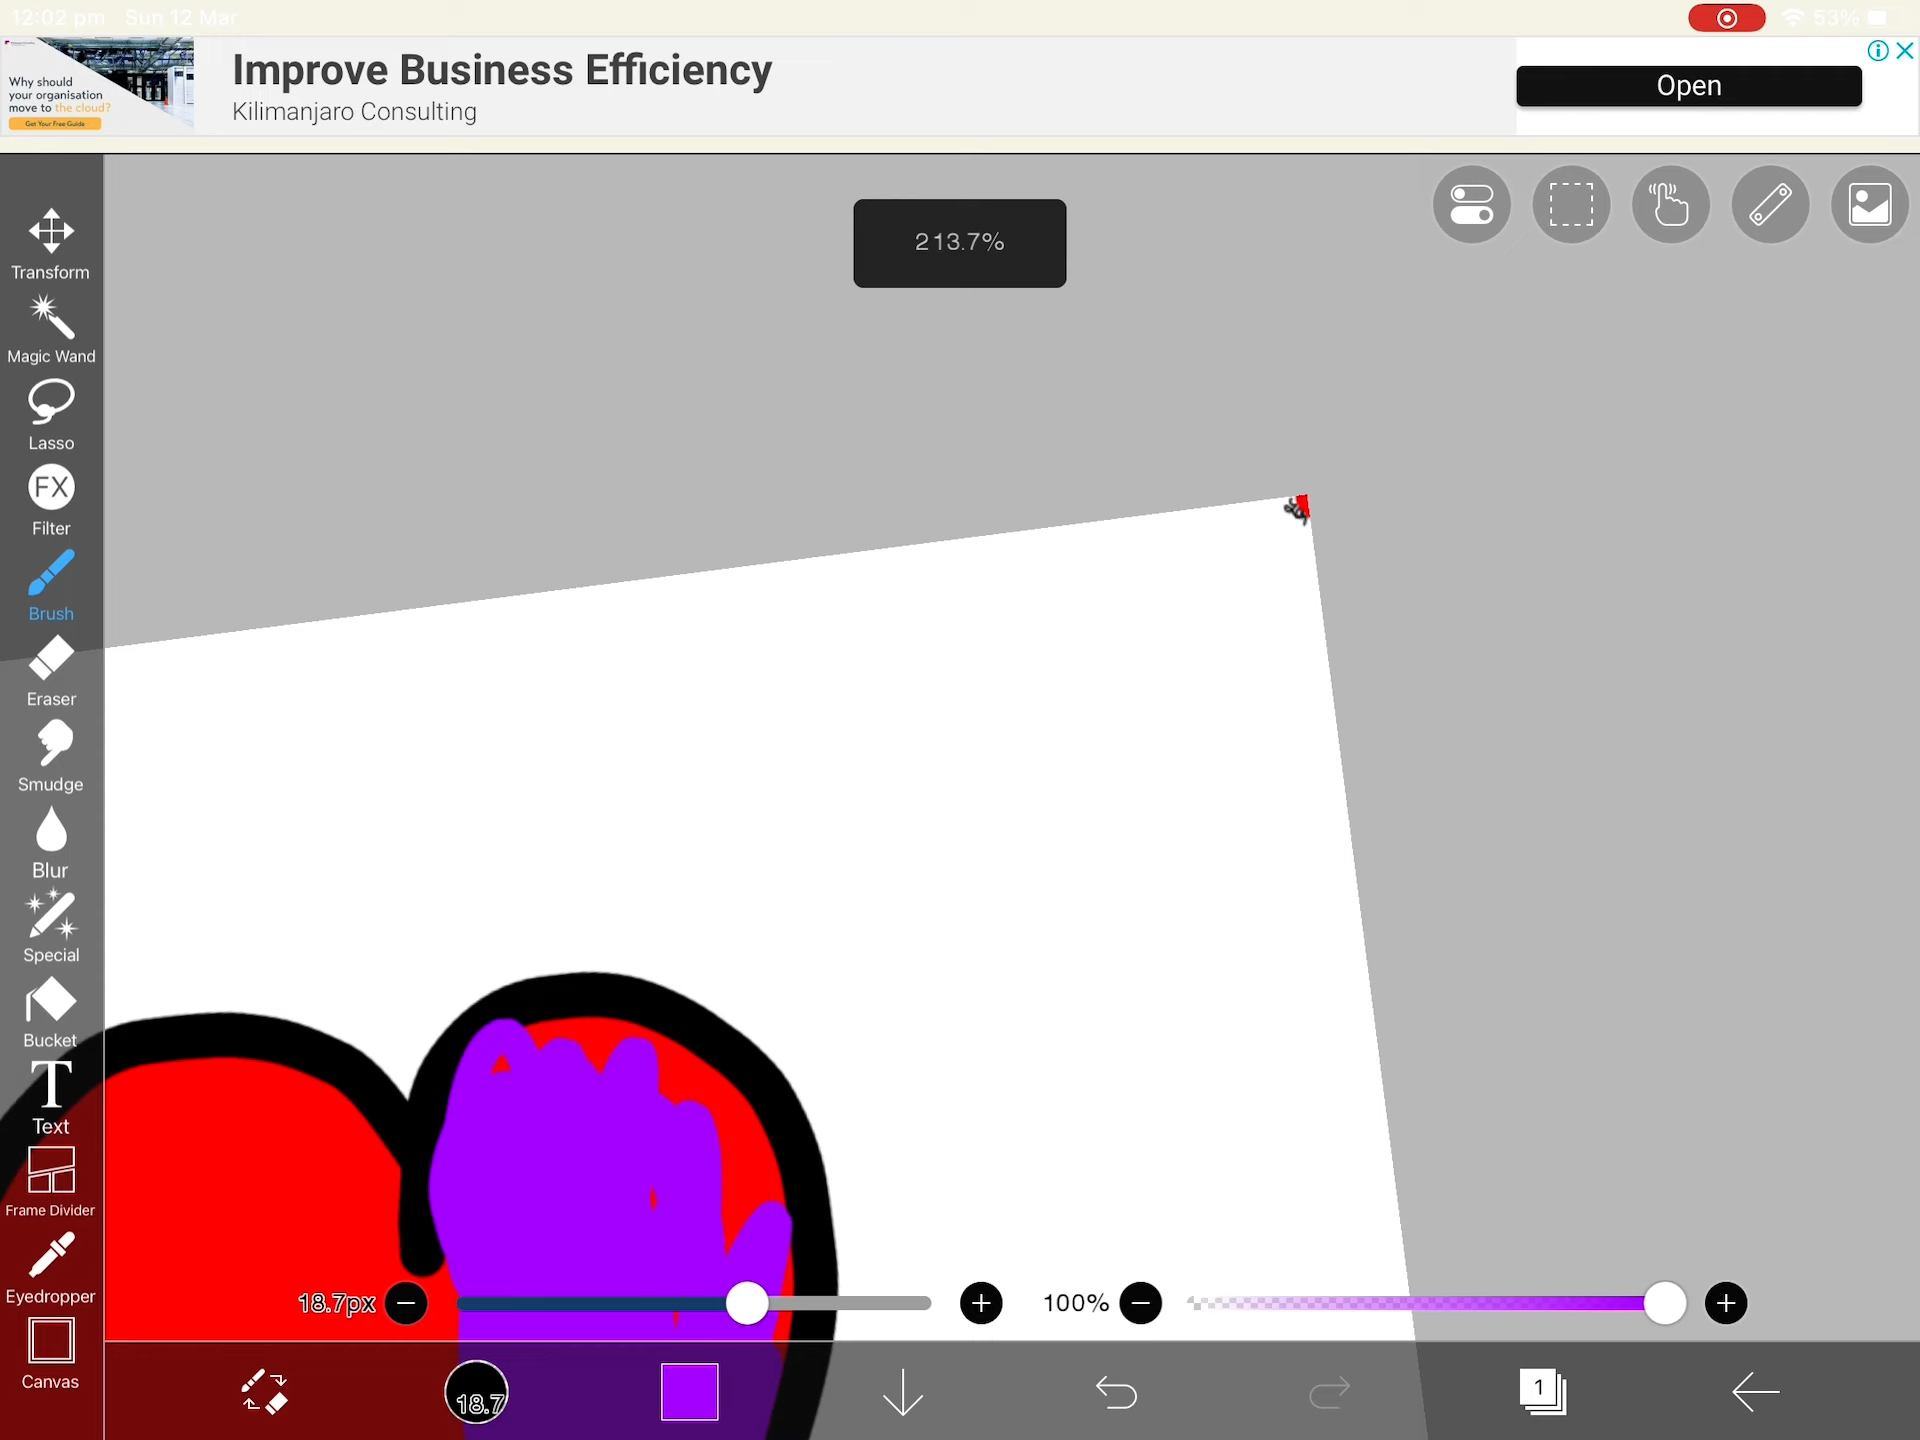 12:02 pm Sun 12 Mar
53%
Why should
your organisation
move to the cloud?
Get Your Free Guide
Improve Business Efficiency
Kilimanjaro Consulting
Open
213.7%
Transform
Magic Wand
Lasso
FX
Filter
Brush
Eraser
Smudge
Blur
Special
Bucket
T
Text
Frame Divider
Eyedropper
Canvas
18.7px
100%
18.7
1